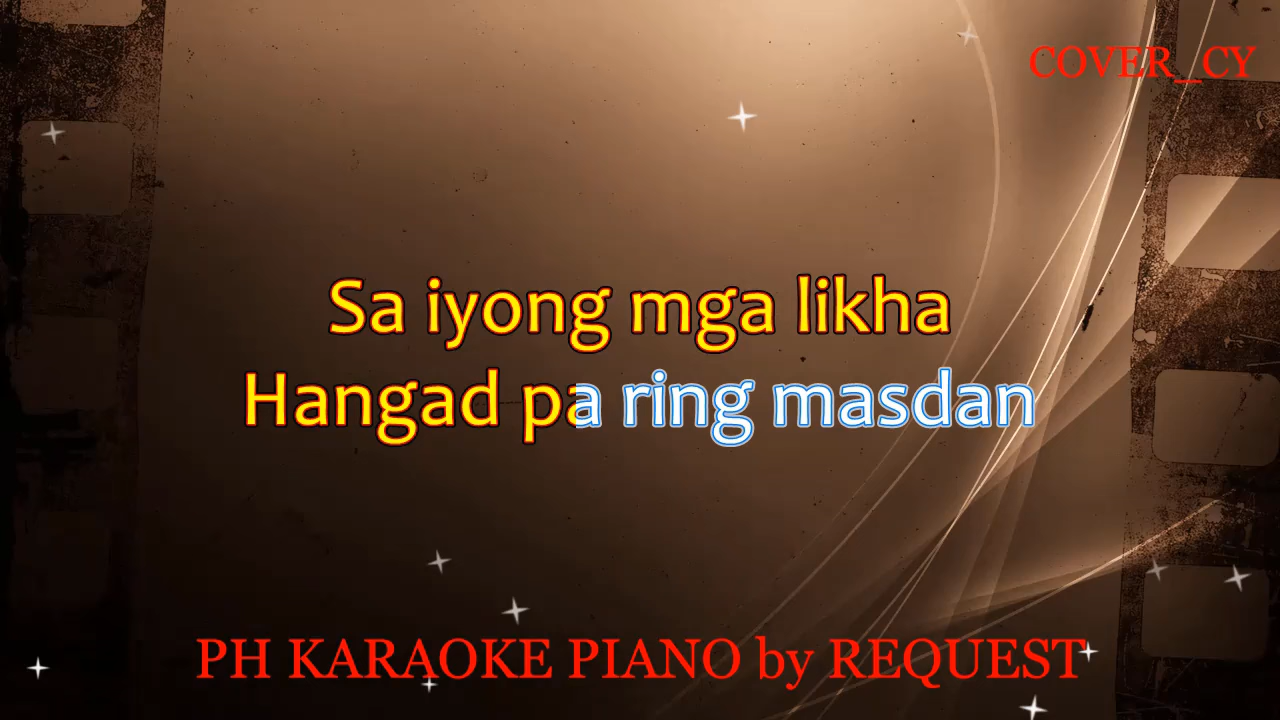 COVER_CY
Sa iyong mga likha
Hangad pa ring masdan
PH KARAOKE PIANO by REQUEST